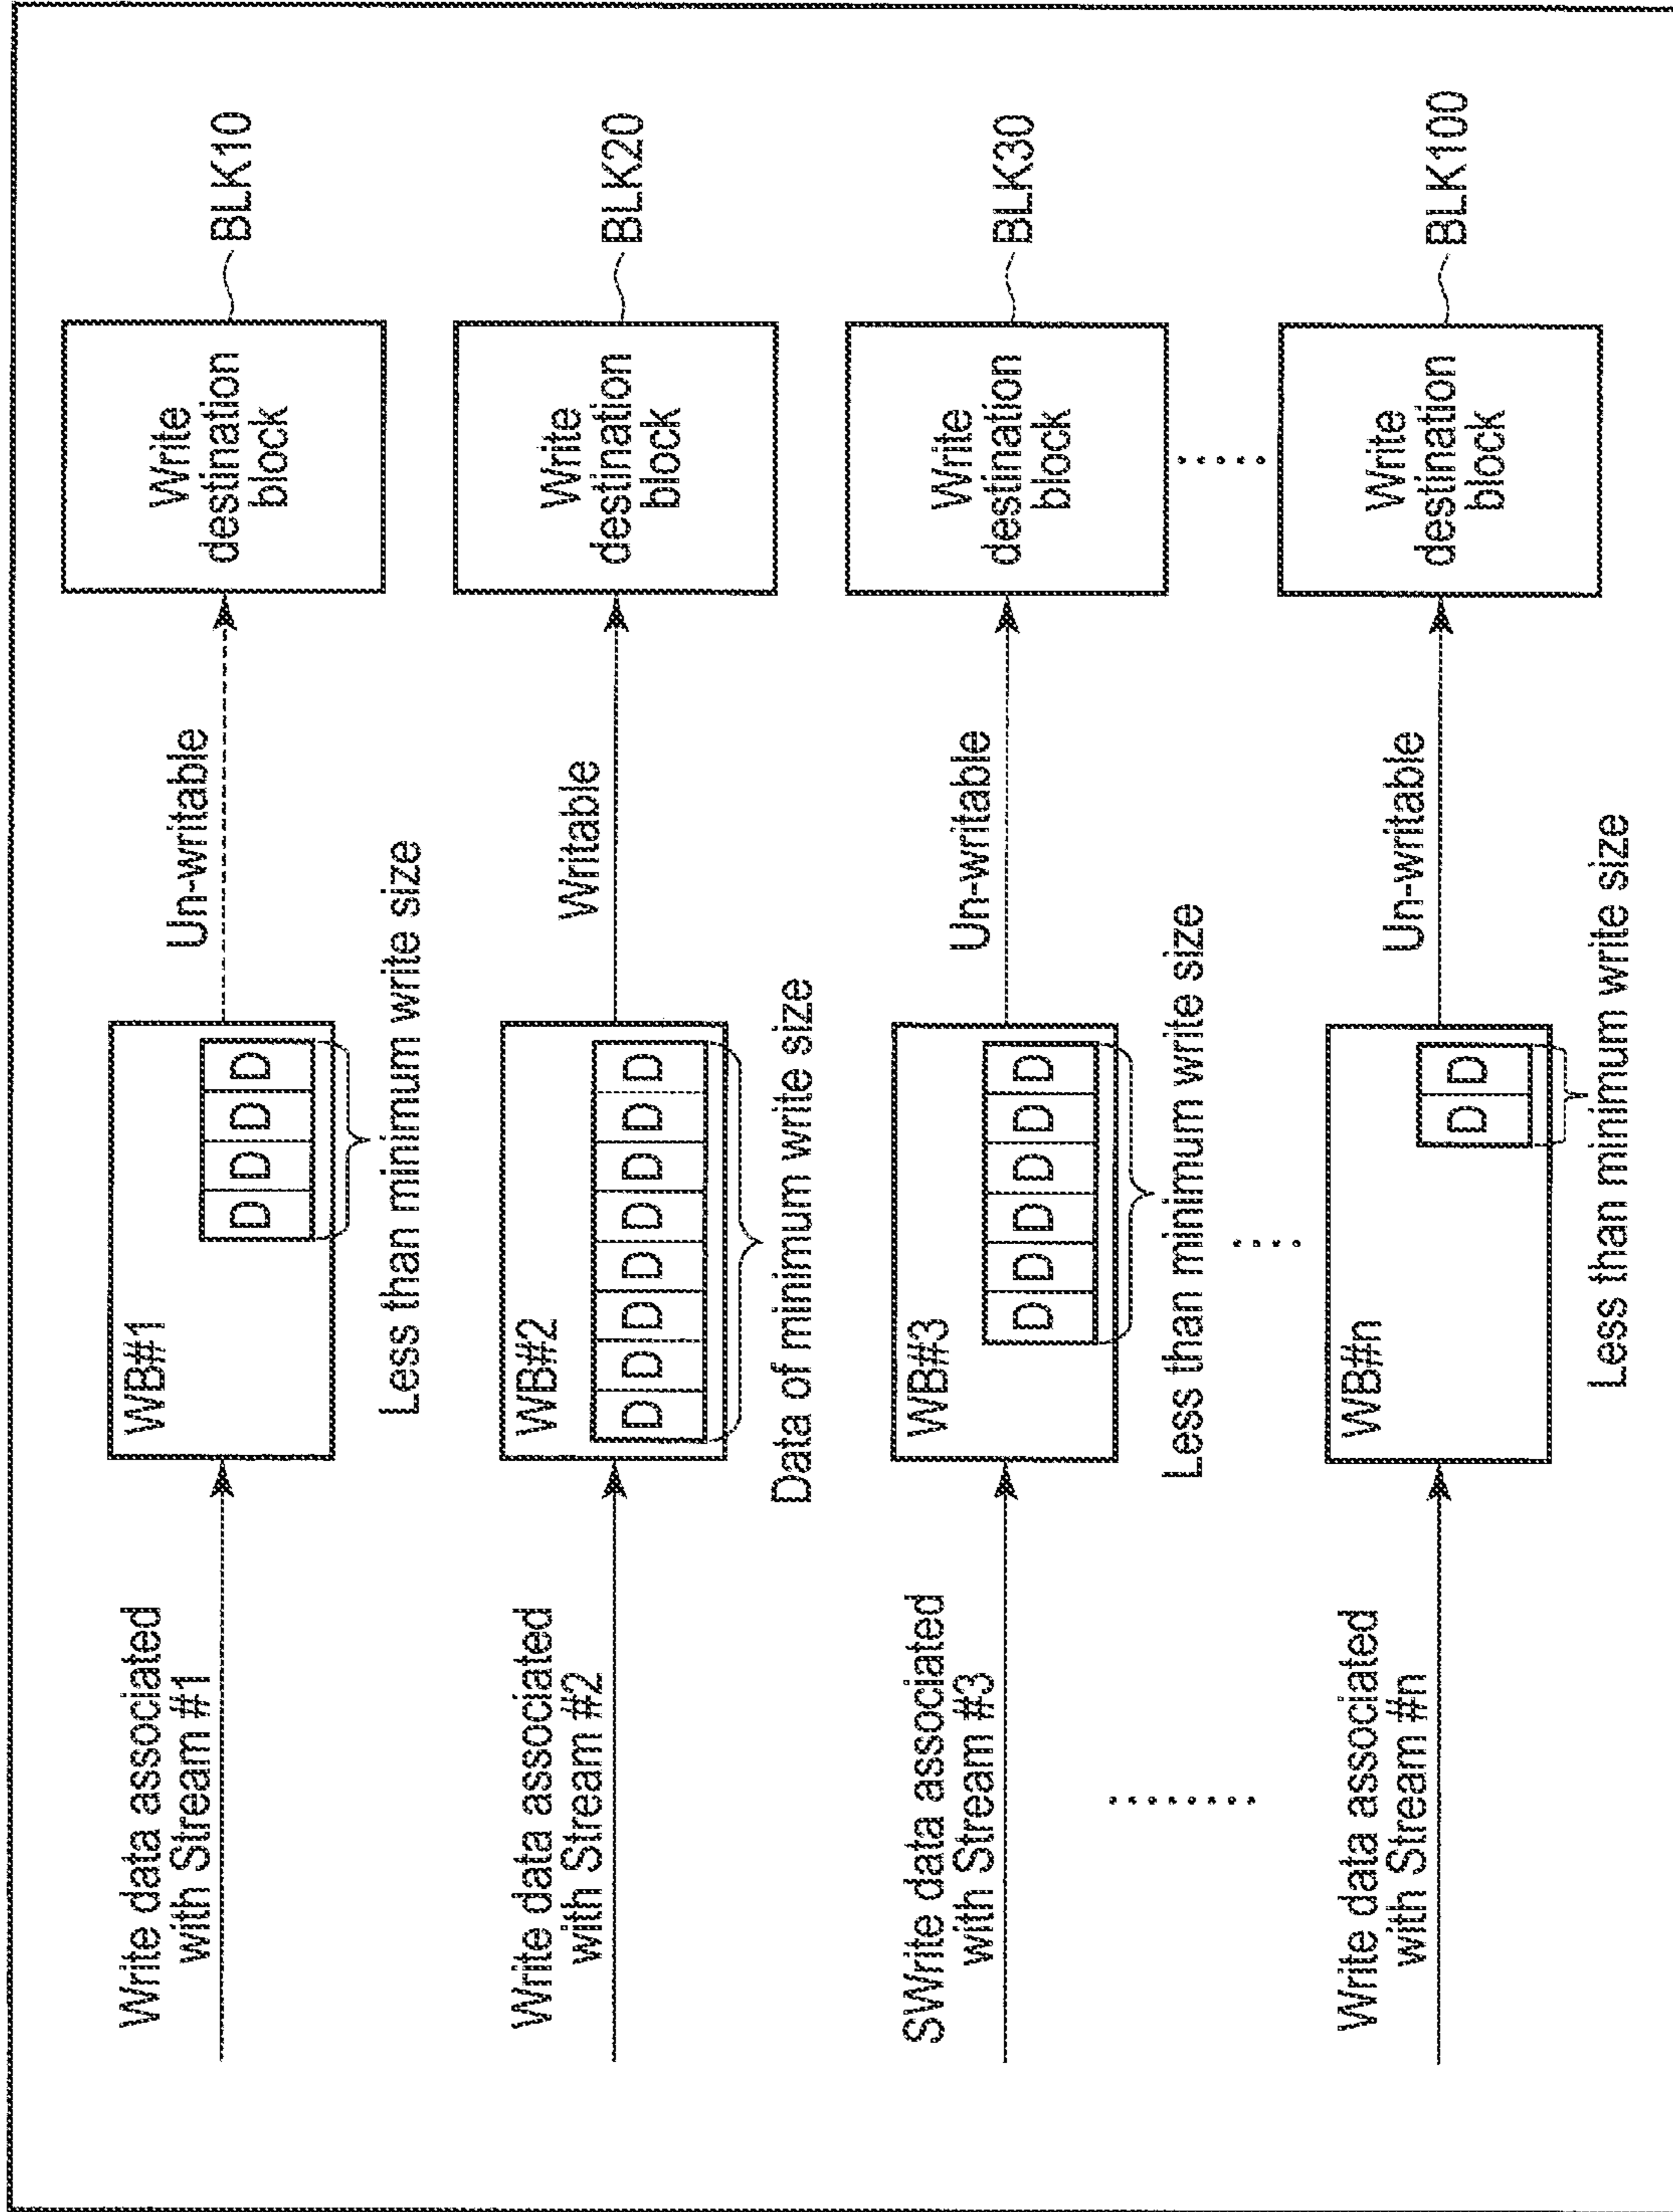 Write data associated
with Stream #1
WB#1
D D D D
Less than minimum write size
Un-writable
Write
destination
block
BLK10
Write data associated
with Stream #2
WB#2
D D D D D D D D
Data of minimum write size
Writable
Write
destination
block
BLK20
SWrite data associated
with Stream #3
WB#3
D D D D D D
Less than minimum write size
Un-writable
Write
destination
block
BLK30
Write data associated
with Stream #n
WB#n
D D
Less than minimum write size
Un-writable
Write
destination
block
BLK100